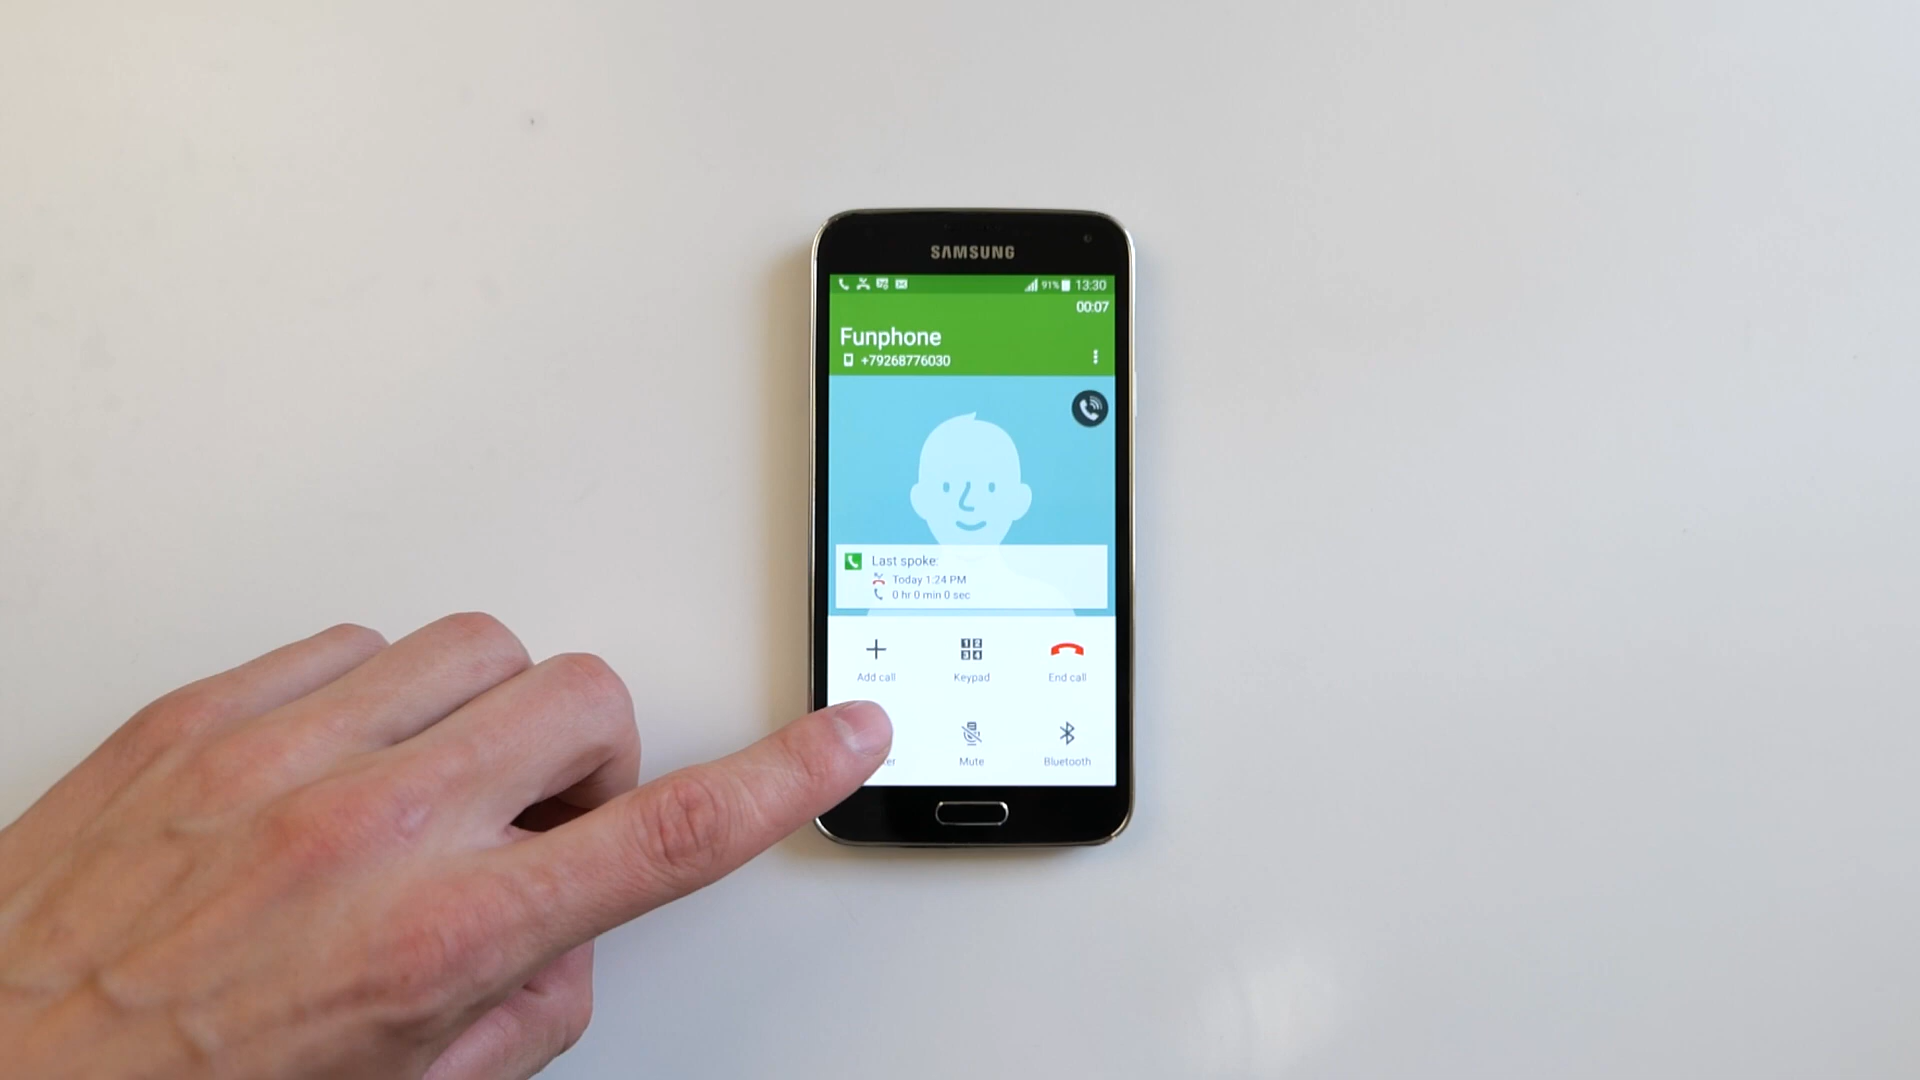 SAMSUNG
91% 13:30
00:07
Funphone
+79268776030
Last spoke:
Today 1:24 PM
0 hr 0 min 0 sec
Add call Keypad End call
Mute Bluetooth